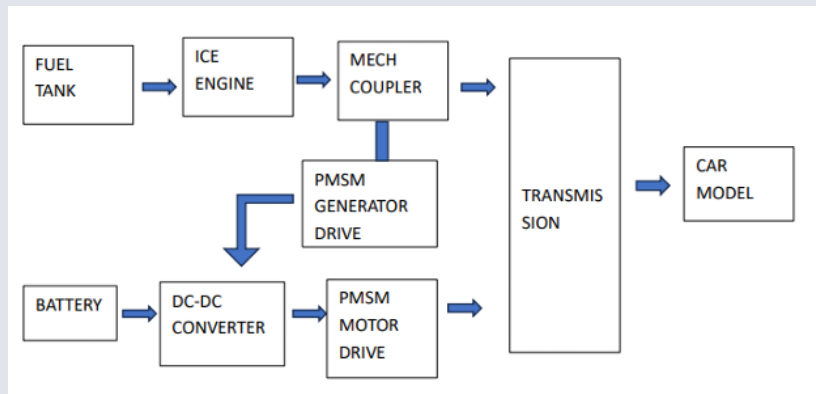 FUEL
TANK
ICE
ENGINE
MECH
COUPLER
PMSM
GENERATOR
DRIVE
TRANSMIS
SION
CAR
MODEL
BATTERY
DC-DC
CONVERTER
PMSM
MOTOR
DRIVE